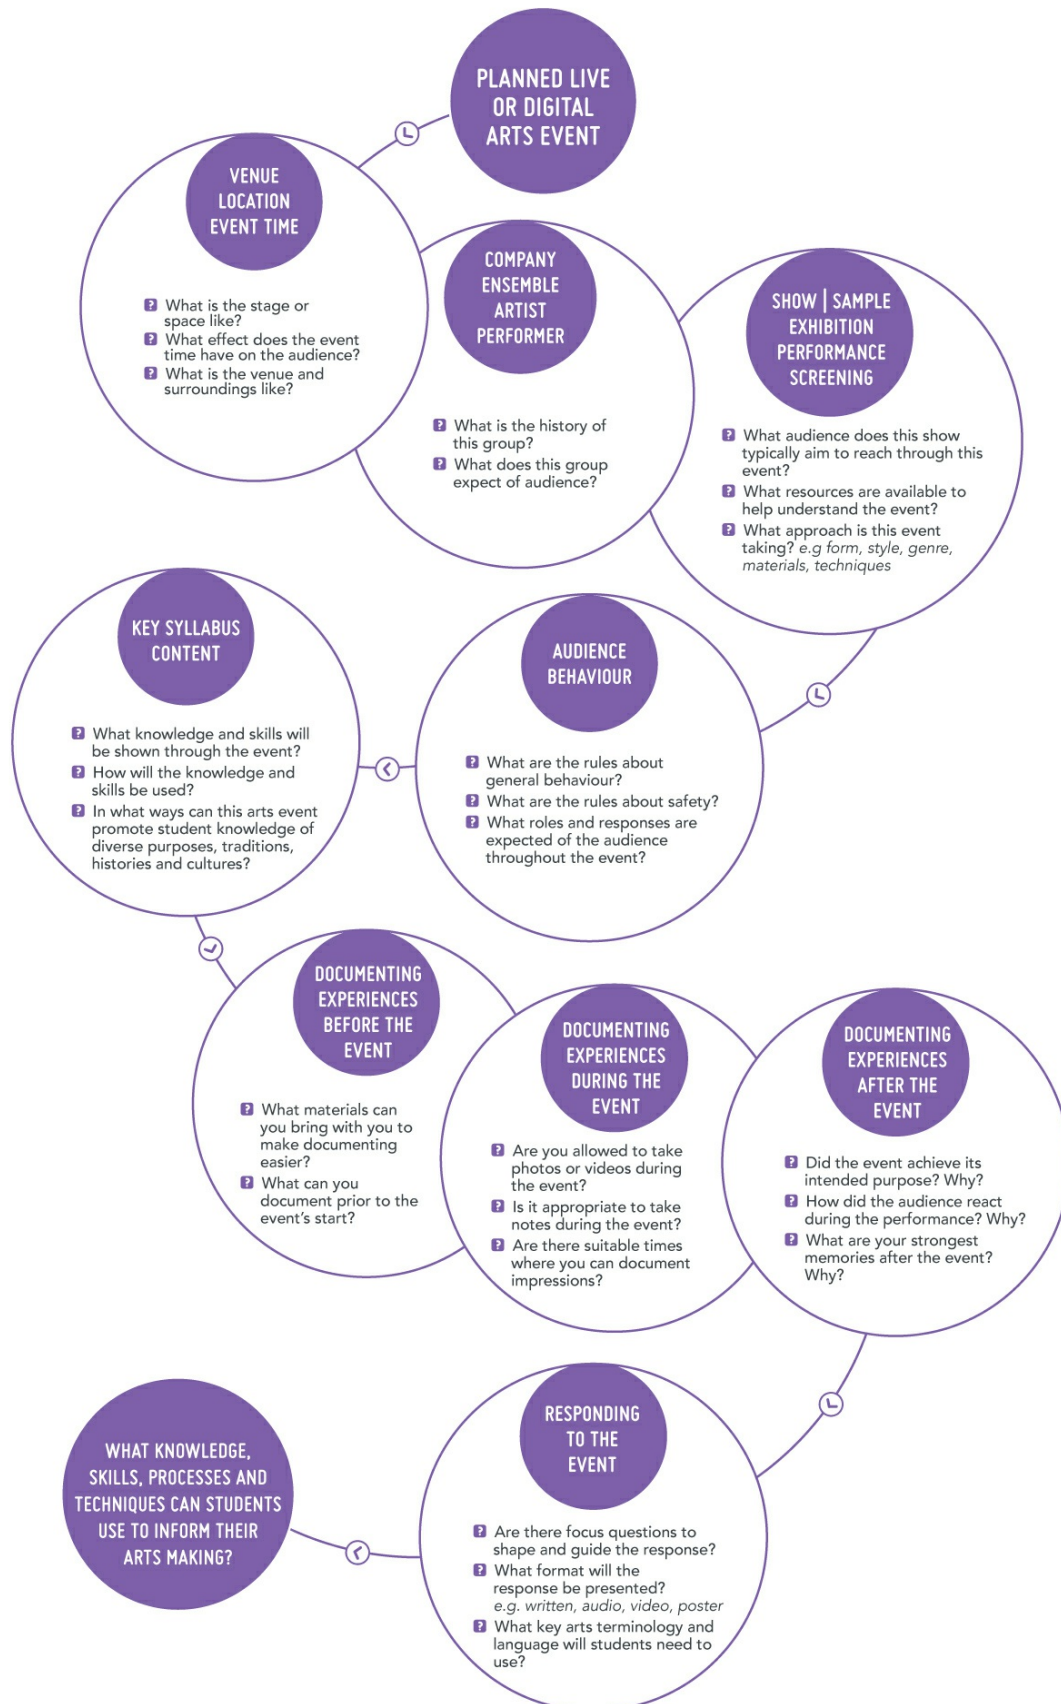 PLANNED LIVE
OR DIGITAL
ARTS EVENT
VENUE
LOCATION
EVENT TIME
? What is the stage or
space like?
? What effect does the event
time have on the audience?
? What is the venue and
surroundings like?
COMPANY
ENSEMBLE
ARTIST
PERFORMER
? What is the history of
this group?
? What does this group
expect of audience?
SHOW | SAMPLE
EXHIBITION
PERFORMANCE
SCREENING
? What audience does this show
typically aim to reach through this
event?
? What resources are available to
help understand the event?
? What approach is this event
taking? e.g form, style, genre,
materials, techniques
AUDIENCE
BEHAVIOUR
? What are the rules about
general behaviour?
? What are the rules about safety?
? What roles and responses are
expected of the audience
throughout the event?
KEY SYLLABUS
CONTENT
? What knowledge and skills will
be shown through the event?
? How will the knowledge and
skills be used?
? In what ways can this arts event
promote student knowledge of
diverse purposes, traditions,
histories and cultures?
DOCUMENTING
EXPERIENCES
BEFORE THE
EVENT
? What materials can
you bring with you to
make documenting
easier?
? What can you
document prior to the
event's start?
DOCUMENTING
EXPERIENCES
DURING THE
EVENT
? Are you allowed to take
photos or videos during
the event?
? Is it appropriate to take
notes during the event?
? Are there suitable times
where you can document
impressions?
DOCUMENTING
EXPERIENCES
AFTER THE
EVENT
? Did the event achieve its
intended purpose? Why?
? How did the audience react
during the performance? Why?
? What are your strongest
memories after the event?
Why?
RESPONDING
TO THE
EVENT
? Are there focus questions to
shape and guide the response?
? What format will the
response be presented?
e.g. written, audio, video, poster
? What key arts terminology and
language will students need to
use?
WHAT KNOWLEDGE,
SKILLS, PROCESSES AND
TECHNIQUES CAN STUDENTS
USE TO INFORM THEIR
ARTS MAKING?